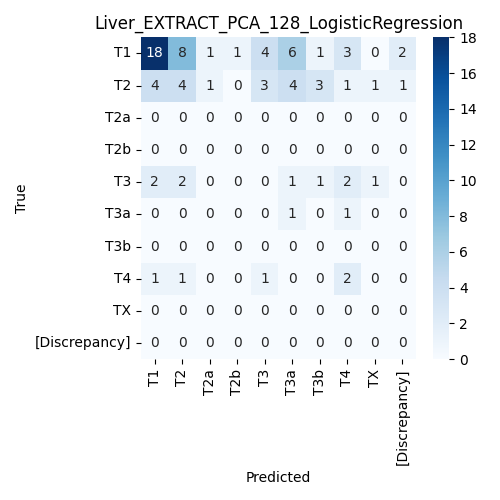 Liver_EXTRACT_PCA_128_LogisticRegression
T1 18 8 1 1 4 6 1 3 0 2
T2 4 4 1 0 3 4 3 1 1 1
T2a 0 0 0 0 0 0 0 0 0 0
T2b 0 0 0 0 0 0 0 0 0 0
T3 2 2 0 0 0 1 1 2 1 0
T3a 0 0 0 0 0 1 0 1 0 0
T3b 0 0 0 0 0 0 0 0 0 0
T4 1 1 0 0 1 0 0 2 0 0
TX 0 0 0 0 0 0 0 0 0 0
[Discrepancy] 0 0 0 0 0 0 0 0 0 0
T1 T2 T2a T2b T3 T3a T3b T4 TX [Discrepancy]
Predicted
True
18
16
14
12
10
8
6
4
2
0